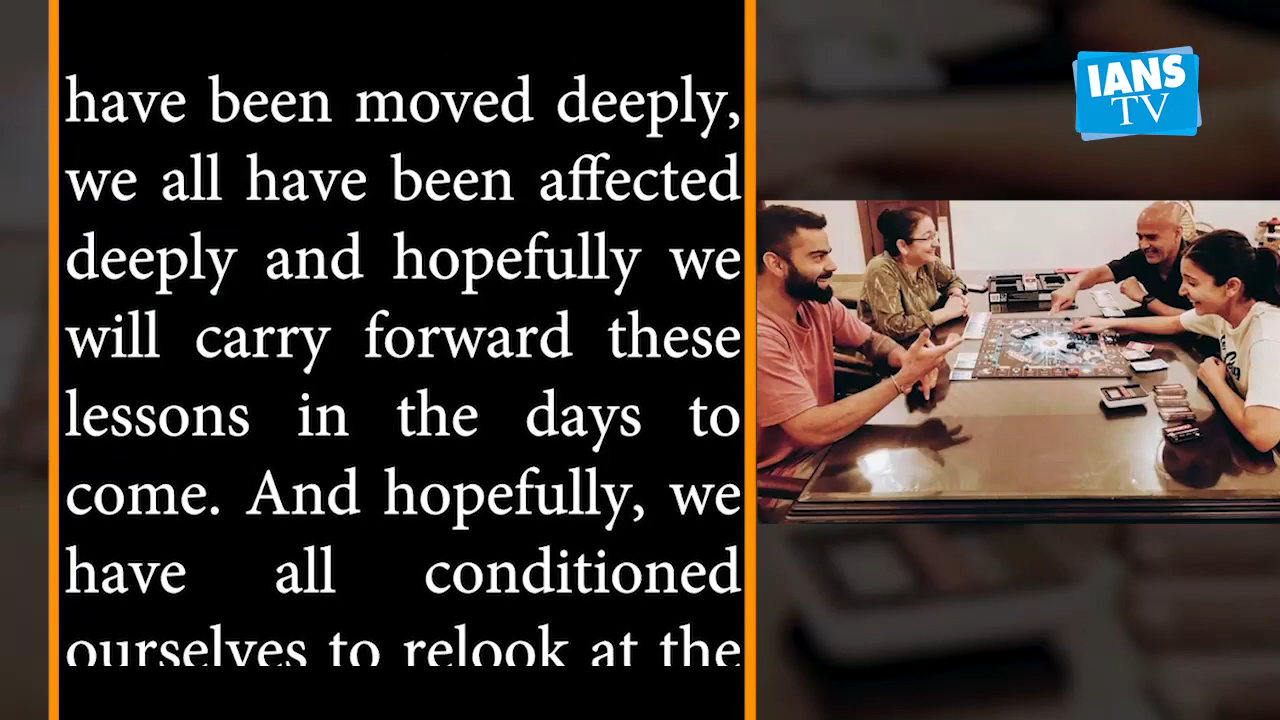 have been moved deeply,
we all have been affected
deeply and hopefully we
will carry forward these
lessons in the days to
come. And hopefully, we
have all conditioned
ourselves to relook at the
IANS
TV